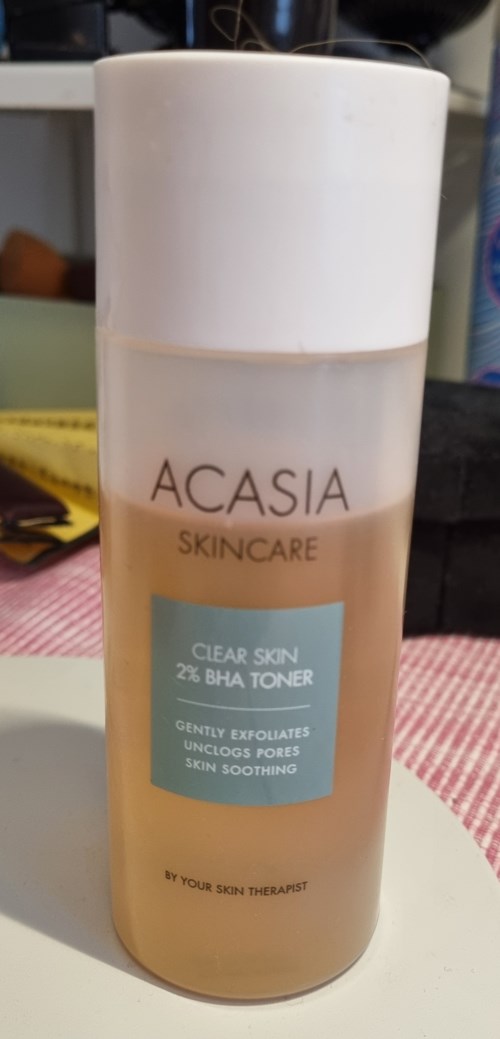 ACASIA
SKINCARE
CLEAR SKIN
2% BHA TONER
GENTLY EXFOLIATES
UNCLOGS PORES
SKIN SOOTHING
BY YOUR SKIN THERAPIST